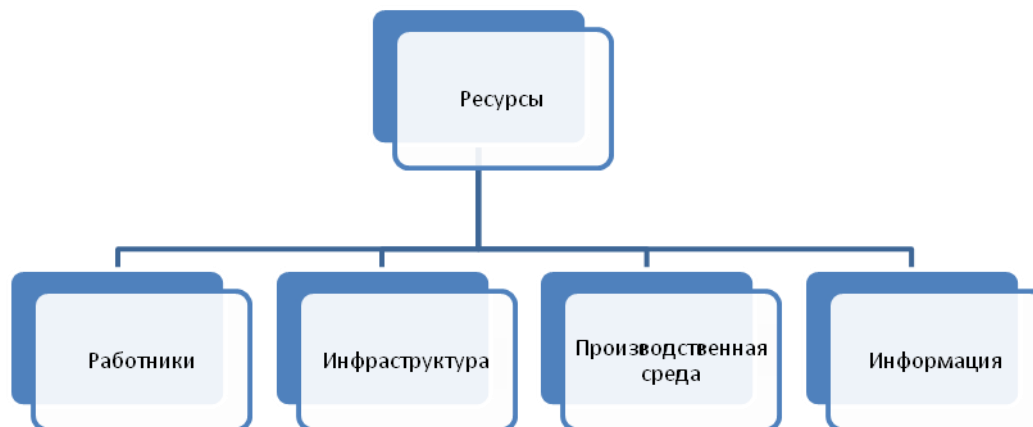 Ресурсы
Работники
Инфраструктура
Производственная
среда
Информация